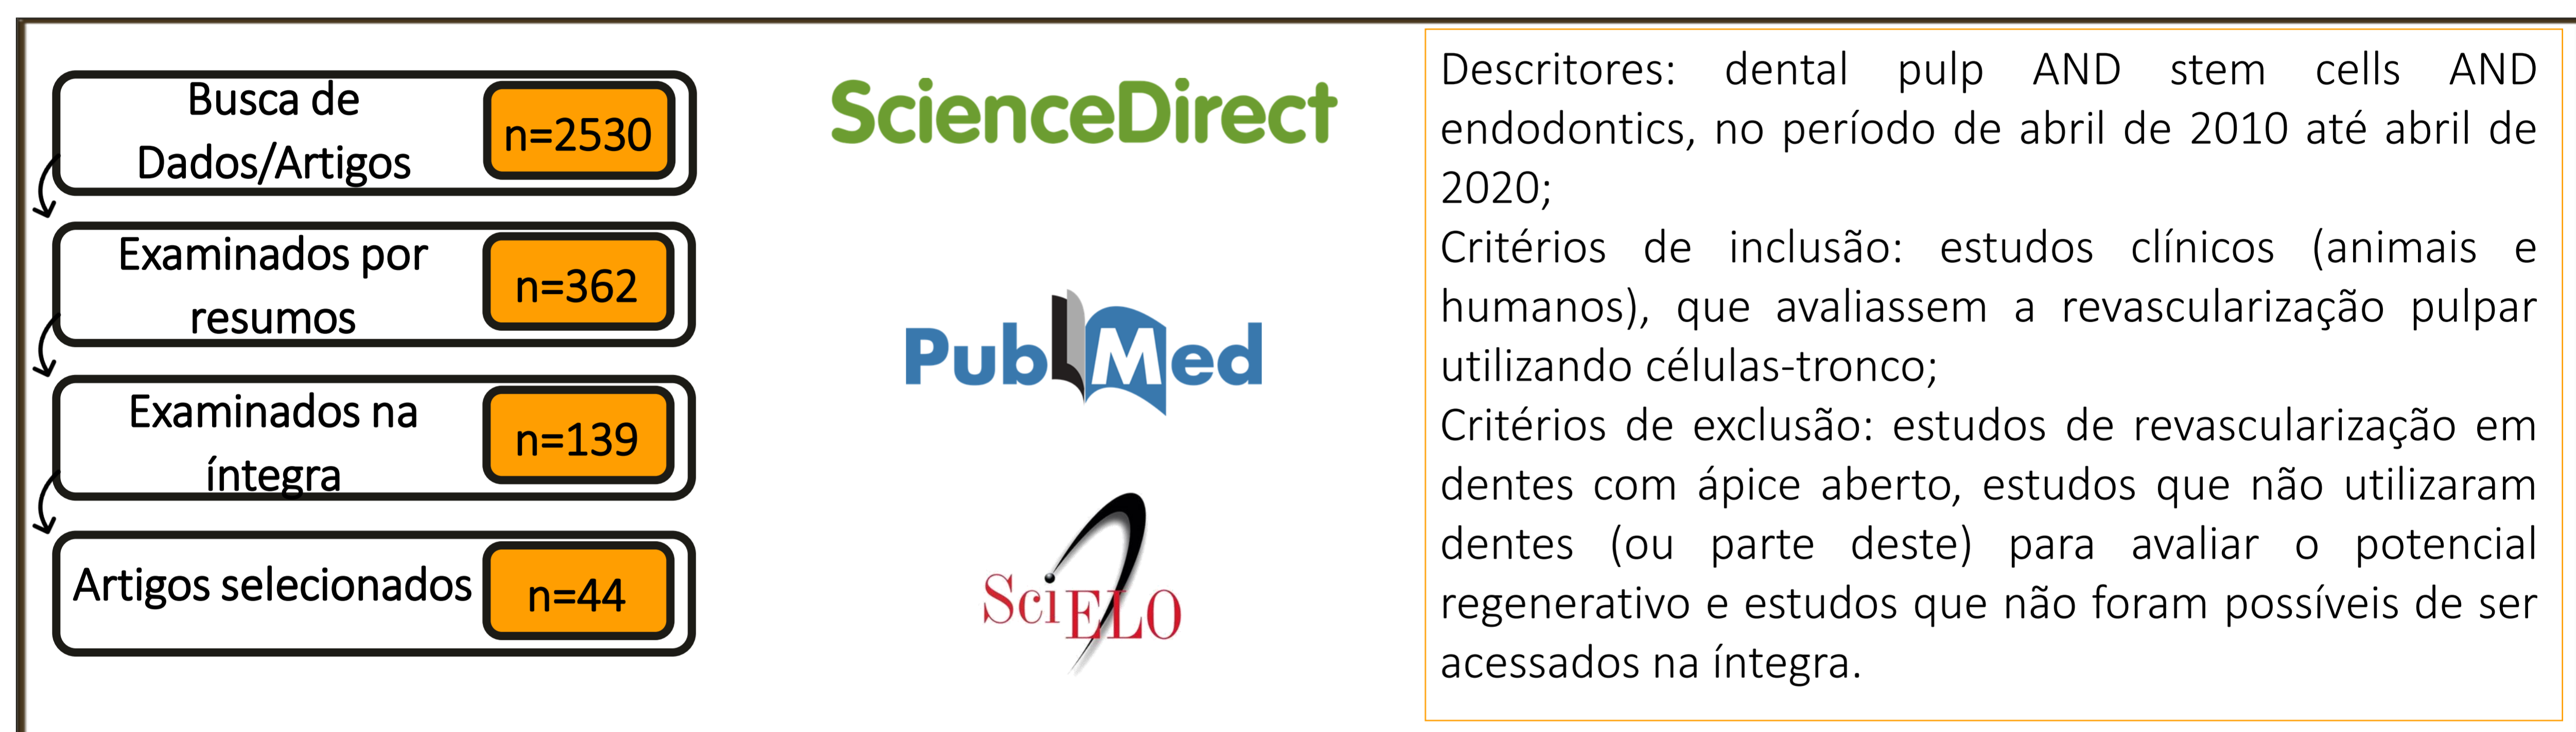 Busca de
Dados/Artigos
n=2530
Examinados por
resumos
n=362
Examinados na
íntegra
n=139
Artigos selecionados
n=44
ScienceDirect
PubMed
SciELO
Descritores: dental pulp AND stem cells AND
endodontics, no período de abril de 2010 até abril de
2020;
Critérios de inclusão: estudos clínicos (animais e
humanos), que avaliassem a revascularização pulpar
utilizando células-tronco;
Critérios de exclusão: estudos de revascularização em
dentes com ápice aberto, estudos que não utilizaram
dentes (ou parte deste) para avaliar o potencial
regenerativo e estudos que não foram possíveis de ser
acessados na íntegra.